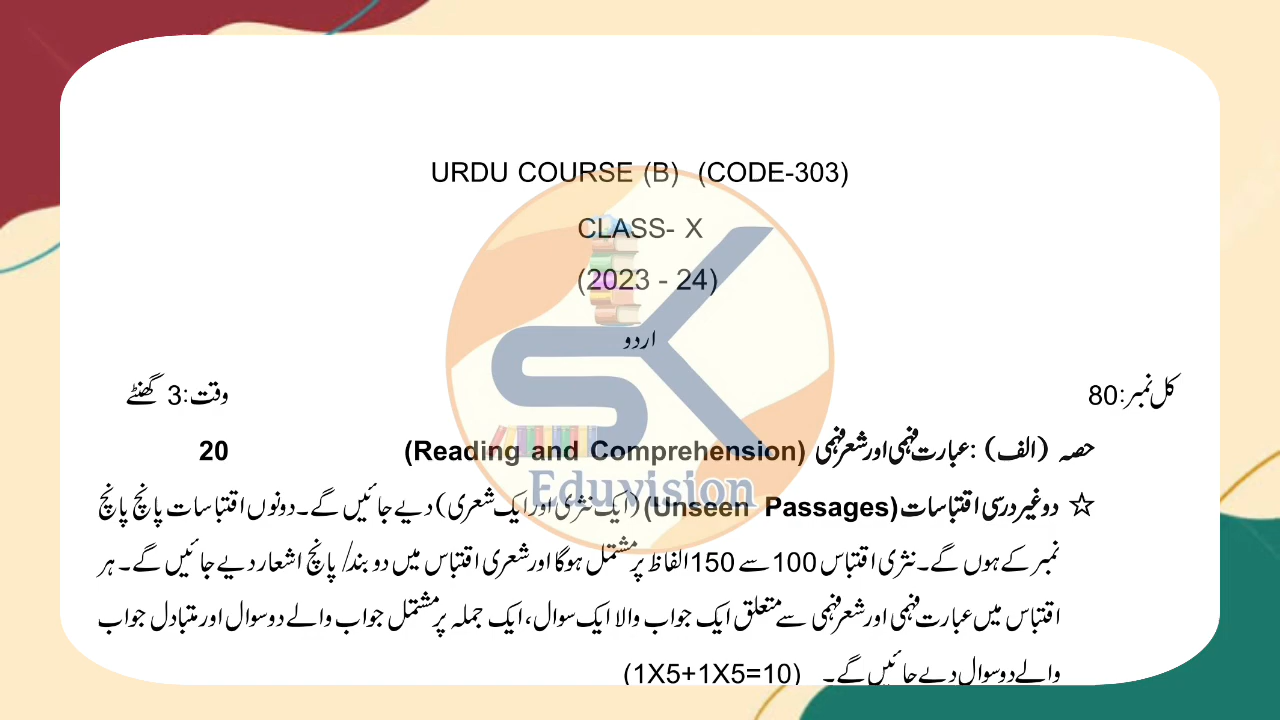 URDU COURSE (B) (CODE-303)
CLASS- X
(2023 - 24)
اردو
کل نمبر:80 وقت:3 گھنٹے
حصہ (الف) :عبارت فہمی اور شعر فہمی (Reading and Comprehension) 20
☆ دو غیر درسی اقتباسات (Unseen Passages) (ایک نثری اور ایک شعری) دیے جائیں گے۔ دونوں اقتباسات پانچ پانچ
نمبر کے ہوں گے۔ نثری اقتباس 100 سے 150 الفاظ پر مشتمل ہوگا اور شعری اقتباس میں دو بند/ پانچ اشعار دیے جائیں گے۔ ہر
اقتباس میں عبارت فہمی اور شعر فہمی سے متعلق ایک جواب والا ایک سوال، ایک جملہ پر مشتمل جواب والے دو سوال اور متبادل جواب
والے دو سوال دیے جائیں گے۔ (1X5+1X5=10)
SK
Eduvision